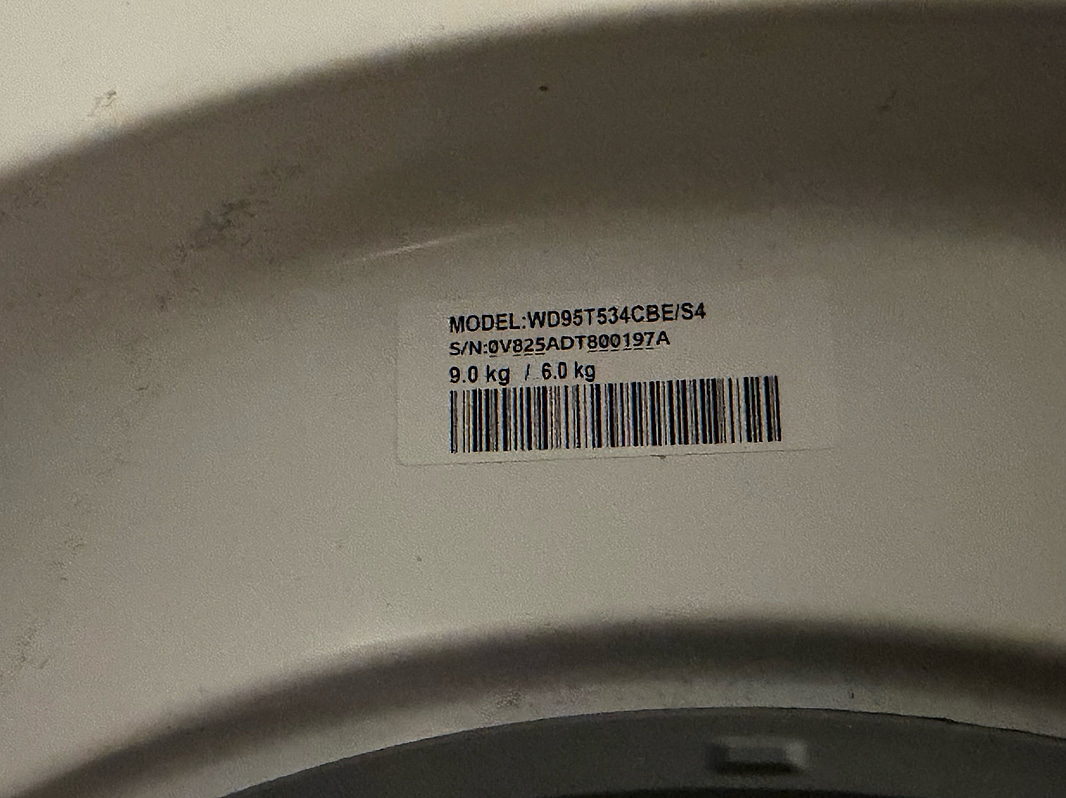 MODEL:WD95T534CBE/S4
S/N:0V825ADT800197A
9.0 kg / 6.0 kg